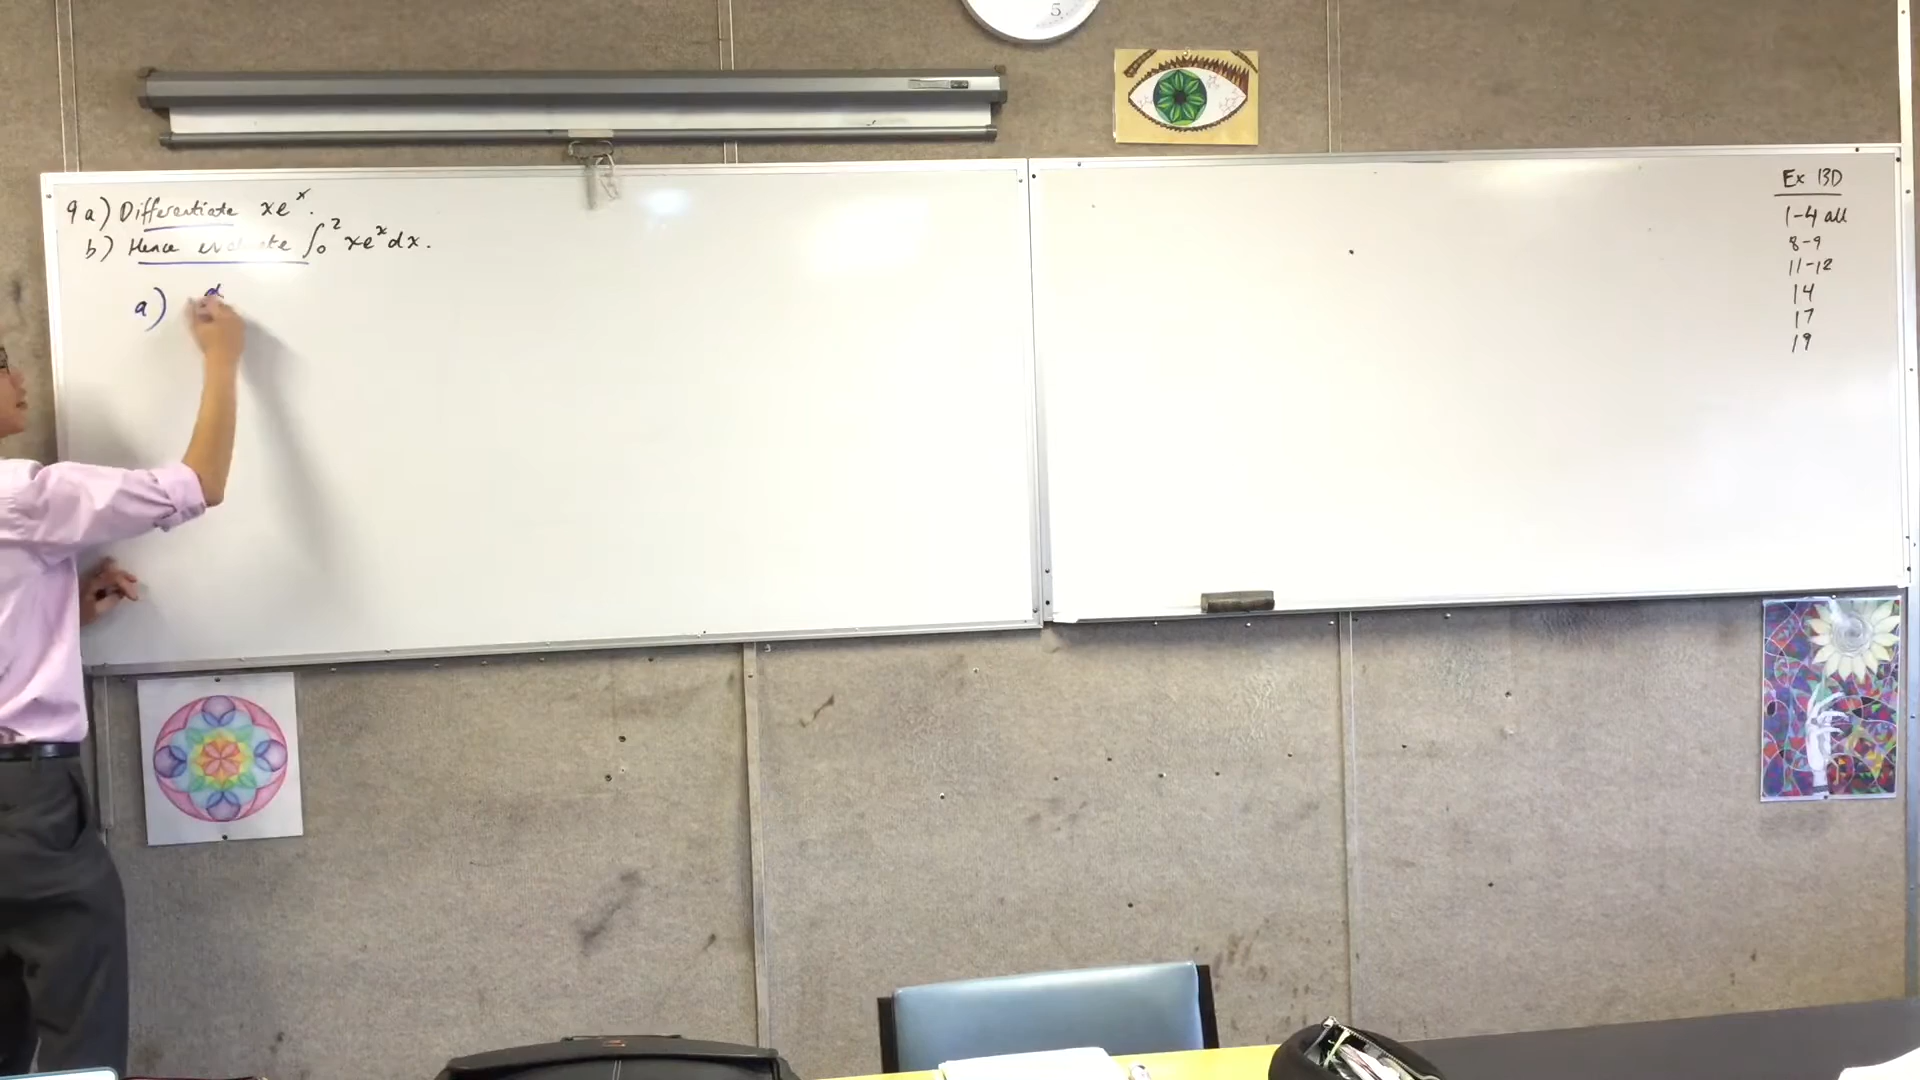 9 a) Differentiate xe^x.
b) Hence evaluate ∫₀² xe^x dx.
a) d
Ex 13D
1-4 all
8-9
11-12
14
17
19
5